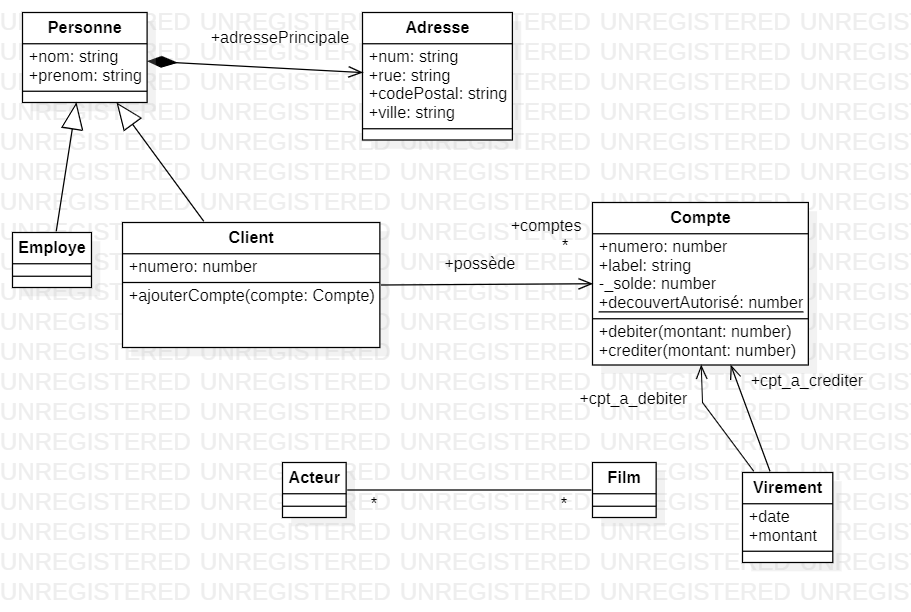 Personne
+nom: string
+prenom: string
+adressePrincipale
Adresse
+num: string
+rue: string
+codePostal: string
+ville: string
Employe
Client
+numero: number
+ajouterCompte(compte: Compte)
+possède
+comptes
*
Compte
+numero: number
+label: string
-_solde: number
+decouvertAutorisé: number
+debiter(montant: number)
+crediter(montant: number)
+cpt_a_debiter
+cpt_a_crediter
Acteur
*
*
Film
Virement
+date
+montant
UNREGISTERED